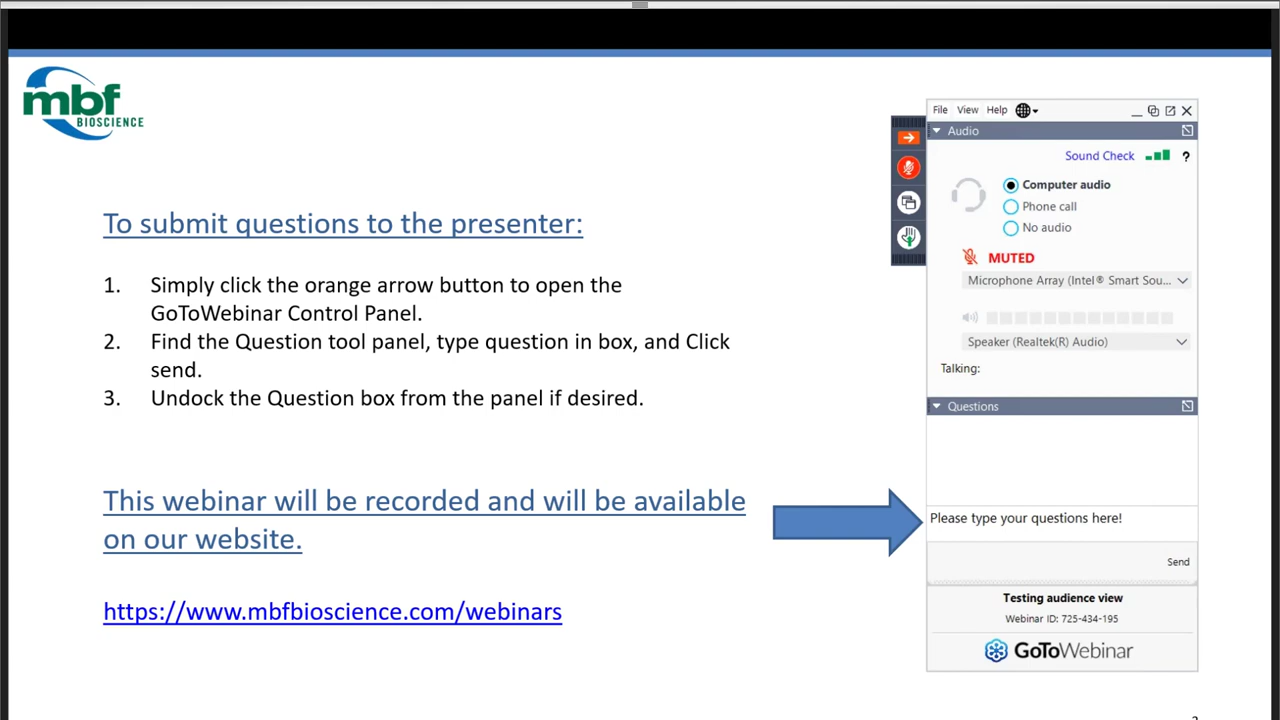 mbf
BIOSCIENCE
To submit questions to the presenter:
1. Simply click the orange arrow button to open the
GoToWebinar Control Panel.
2. Find the Question tool panel, type question in box, and Click
send.
3. Undock the Question box from the panel if desired.
This webinar will be recorded and will be available
on our website.
https://www.mbfbioscience.com/webinars
File View Help
Audio
Sound Check ?
Computer audio
Phone call
No audio
MUTED
Microphone Array (Intel® Smart Sou...
Speaker (Realtek(R) Audio)
Talking:
Questions
Please type your questions here!
Send
Testing audience view
Webinar ID: 725-434-195
GoToWebinar